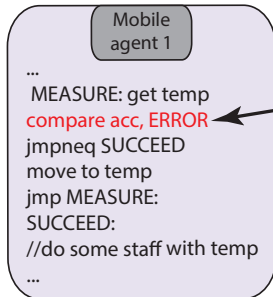 Mobile
agent 1
...
MEASURE: get temp
compare acc, ERROR
jmpneq SUCCEED
move to temp
jmp MEASURE:
SUCCEED:
//do some staff with temp
...